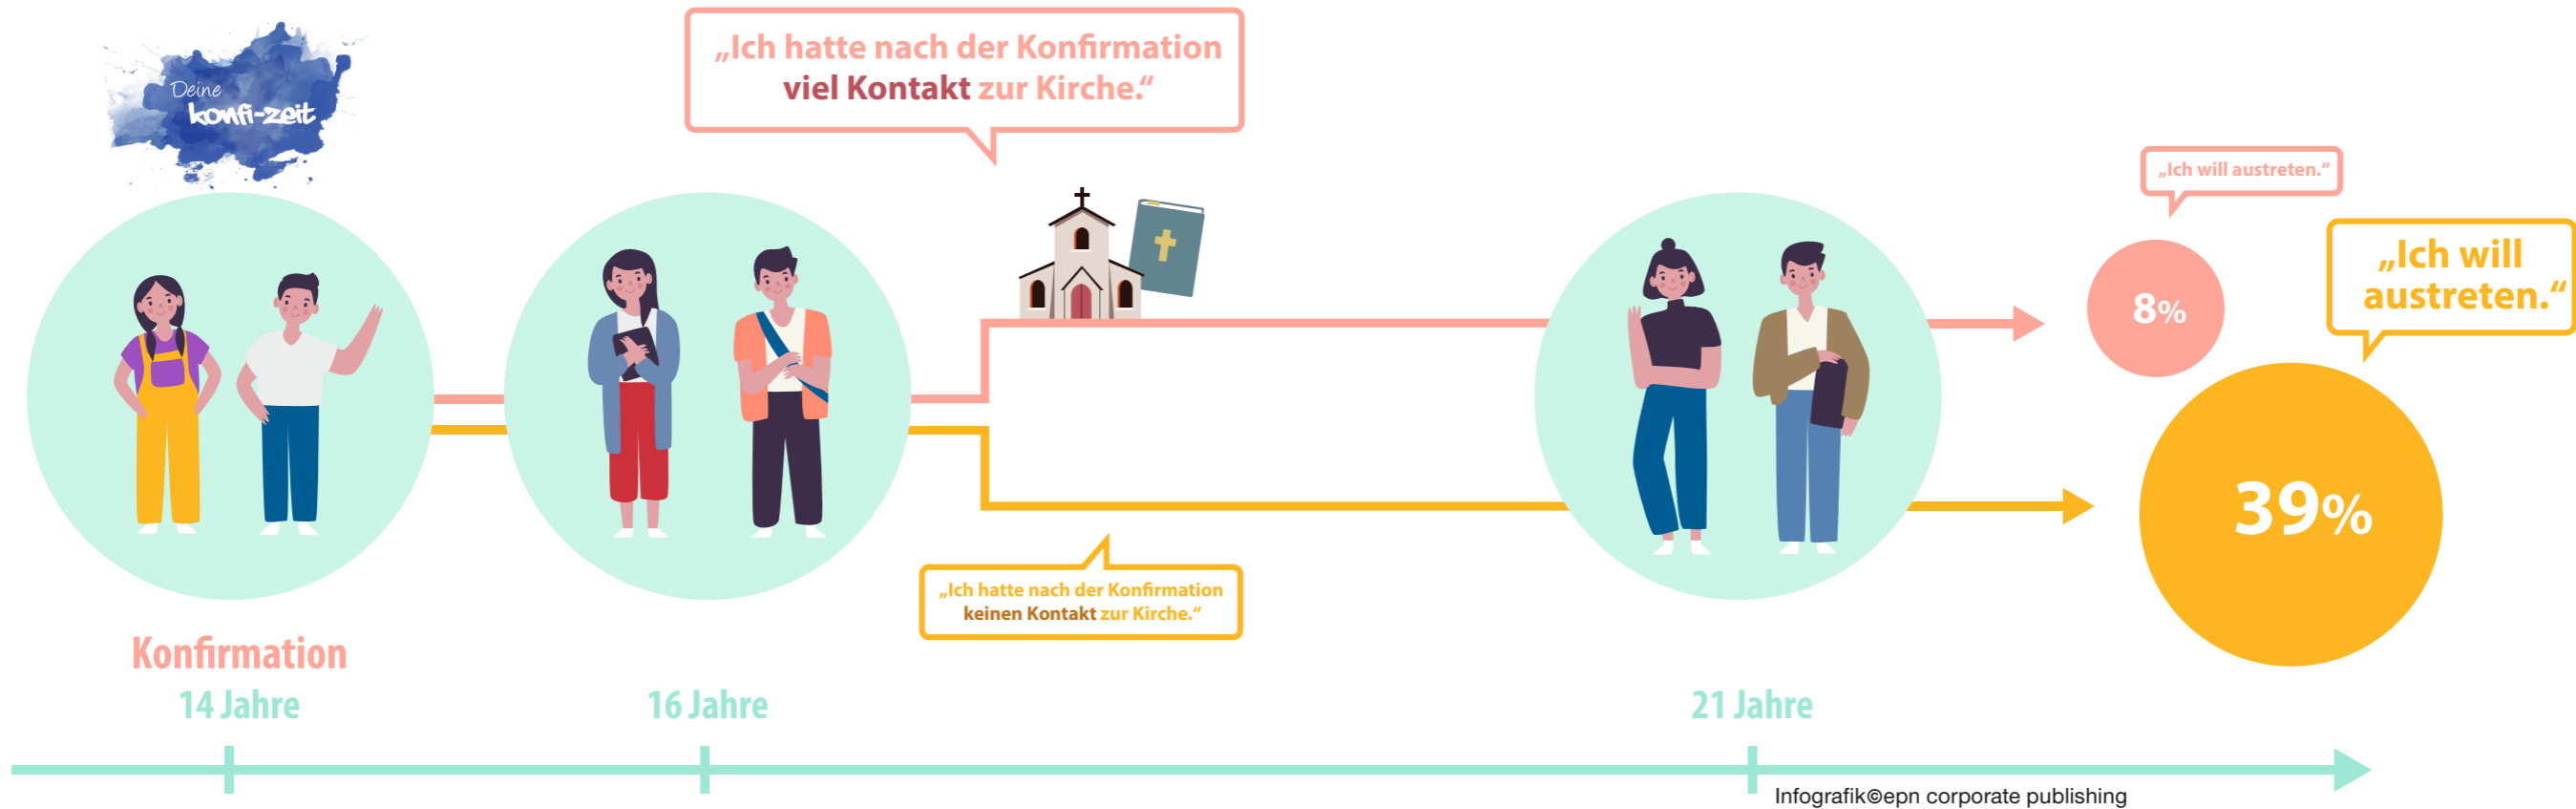 Deine
konfi-zeit
„Ich hatte nach der Konfirmation
viel Kontakt zur Kirche.“
„Ich will austreten.“
8%
„Ich will
austreten.“
39%
„Ich hatte nach der Konfirmation
keinen Kontakt zur Kirche.“
Konfirmation
14 Jahre
16 Jahre
21 Jahre
Infografik©epn corporate publishing